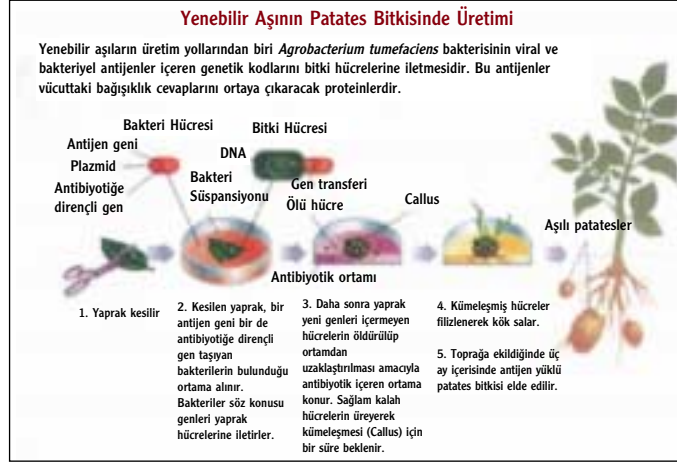 Yenebilir Aşının Patates Bitkisinde Üretimi
Yenebilir aşıların üretim yollarından biri Agrobacterium tumefaciens bakterisinin viral ve
bakteriyel antijenler içeren genetik kodlarını bitki hücrelerine iletmesidir. Bu antijenler
vücuttaki bağışıklık cevaplarını ortaya çıkaracak proteinlerdir.
Bakteri Hücresi
Antijen geni
Plazmid
Antibiyotiğe
dirençli gen
Bitki Hücresi
DNA
Bakteri
Süspansiyonu
Gen transferi
Ölü hücre
Callus
Aşılı patatesler
Antibiyotik ortamı
1. Yaprak kesilir
2. Kesilen yaprak, bir
antijen geni bir de
antibiyotiğe dirençli
gen taşıyan
bakterilerin bulunduğu
ortama alınır.
Bakteriler söz konusu
genleri yaprak
hücrelerine iletirler.
3. Daha sonra yaprak
yeni genleri içermeyen
hücrelerin öldürülüp
ortamdan
uzaklaştırılması amacıyla
antibiyotik içeren ortama
konur. Sağlam kalah
hücrelerin üreyerek
kümeleşmesi (Callus) için
bir süre beklenir.
4. Kümeleşmiş hücreler
filizlenerek kök salar.
5. Toprağa ekildiğinde üç
ay içerisinde antijen yüklü
patates bitkisi elde edilir.